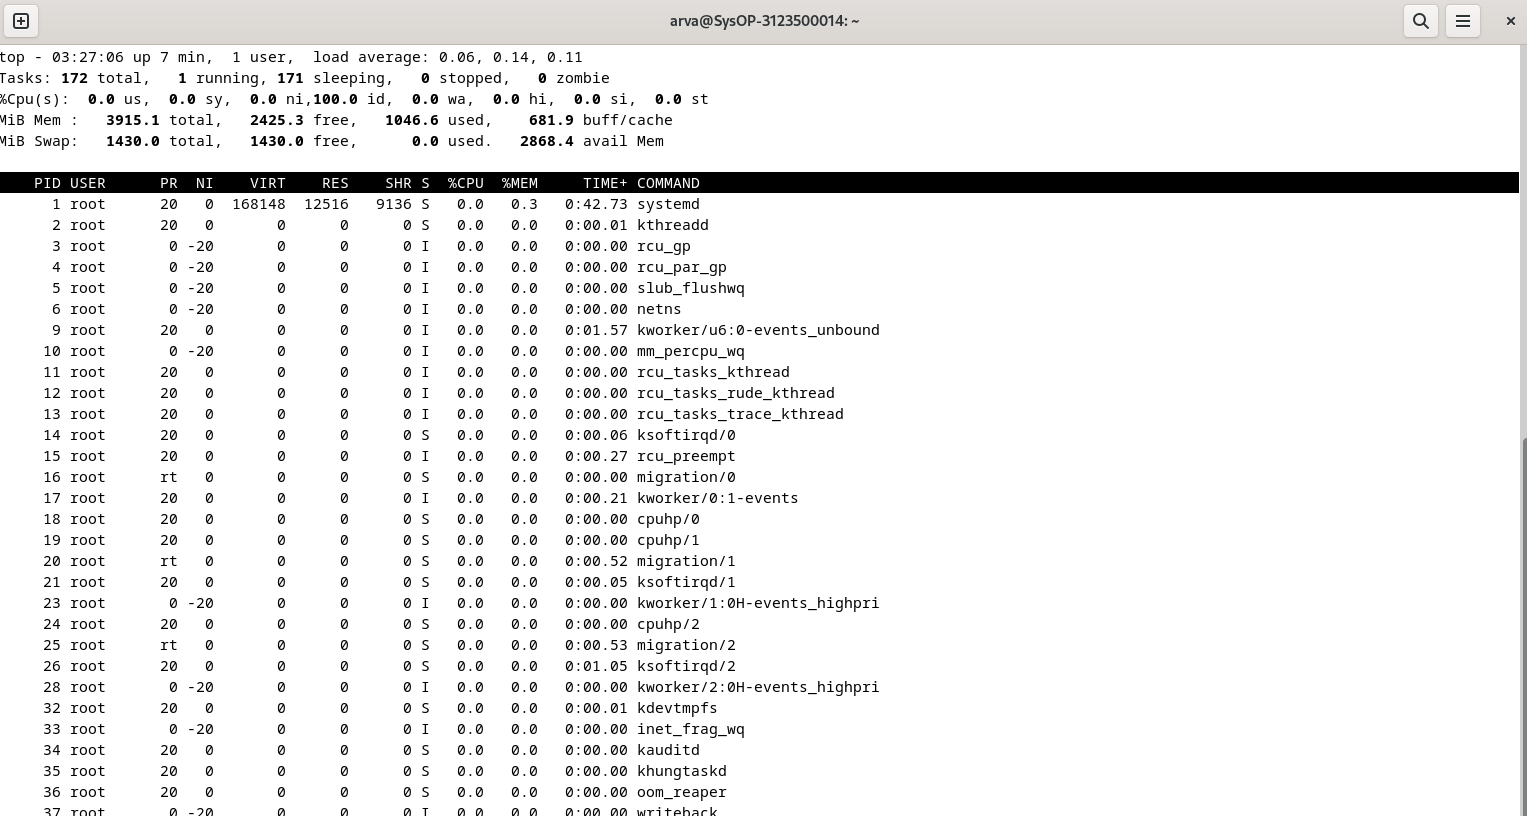 arva@SysOP-3123500014: ~
top - 03:27:06 up 7 min,  1 user,  load average: 0.06, 0.14, 0.11
Tasks: 172 total,   1 running, 171 sleeping,   0 stopped,   0 zombie
%Cpu(s):  0.0 us,  0.0 sy,  0.0 ni,100.0 id,  0.0 wa,  0.0 hi,  0.0 si,  0.0 st
MiB Mem :   3915.1 total,   2425.3 free,   1046.6 used,    681.9 buff/cache
MiB Swap:   1430.0 total,   1430.0 free,      0.0 used.   2868.4 avail Mem
PID USER      PR  NI    VIRT    RES    SHR S  %CPU  %MEM     TIME+ COMMAND
1 root      20   0  168148  12516   9136 S   0.0   0.3   0:42.73 systemd
2 root      20   0       0      0      0 S   0.0   0.0   0:00.01 kthreadd
3 root       0 -20       0      0      0 I   0.0   0.0   0:00.00 rcu_gp
4 root       0 -20       0      0      0 I   0.0   0.0   0:00.00 rcu_par_gp
5 root       0 -20       0      0      0 I   0.0   0.0   0:00.00 slub_flushwq
6 root       0 -20       0      0      0 I   0.0   0.0   0:00.00 netns
9 root      20   0       0      0      0 I   0.0   0.0   0:01.57 kworker/u6:0-events_unbound
10 root       0 -20       0      0      0 I   0.0   0.0   0:00.00 mm_percpu_wq
11 root      20   0       0      0      0 I   0.0   0.0   0:00.00 rcu_tasks_kthread
12 root      20   0       0      0      0 I   0.0   0.0   0:00.00 rcu_tasks_rude_kthread
13 root      20   0       0      0      0 I   0.0   0.0   0:00.00 rcu_tasks_trace_kthread
14 root      20   0       0      0      0 S   0.0   0.0   0:00.06 ksoftirqd/0
15 root      20   0       0      0      0 I   0.0   0.0   0:00.27 rcu_preempt
16 root      rt   0       0      0      0 S   0.0   0.0   0:00.00 migration/0
17 root      20   0       0      0      0 I   0.0   0.0   0:00.21 kworker/0:1-events
18 root      20   0       0      0      0 S   0.0   0.0   0:00.00 cpuhp/0
19 root      20   0       0      0      0 S   0.0   0.0   0:00.00 cpuhp/1
20 root      rt   0       0      0      0 S   0.0   0.0   0:00.52 migration/1
21 root      20   0       0      0      0 S   0.0   0.0   0:00.05 ksoftirqd/1
23 root       0 -20       0      0      0 I   0.0   0.0   0:00.00 kworker/1:0H-events_highpri
24 root      20   0       0      0      0 S   0.0   0.0   0:00.00 cpuhp/2
25 root      rt   0       0      0      0 S   0.0   0.0   0:00.53 migration/2
26 root      20   0       0      0      0 S   0.0   0.0   0:01.05 ksoftirqd/2
28 root       0 -20       0      0      0 I   0.0   0.0   0:00.00 kworker/2:0H-events_highpri
32 root      20   0       0      0      0 S   0.0   0.0   0:00.01 kdevtmpfs
33 root       0 -20       0      0      0 I   0.0   0.0   0:00.00 inet_frag_wq
34 root      20   0       0      0      0 S   0.0   0.0   0:00.00 kauditd
35 root      20   0       0      0      0 S   0.0   0.0   0:00.00 khungtaskd
36 root      20   0       0      0      0 S   0.0   0.0   0:00.00 oom_reaper
37 root       0 -20       0      0      0 I   0.0   0.0   0:00.00 writeback